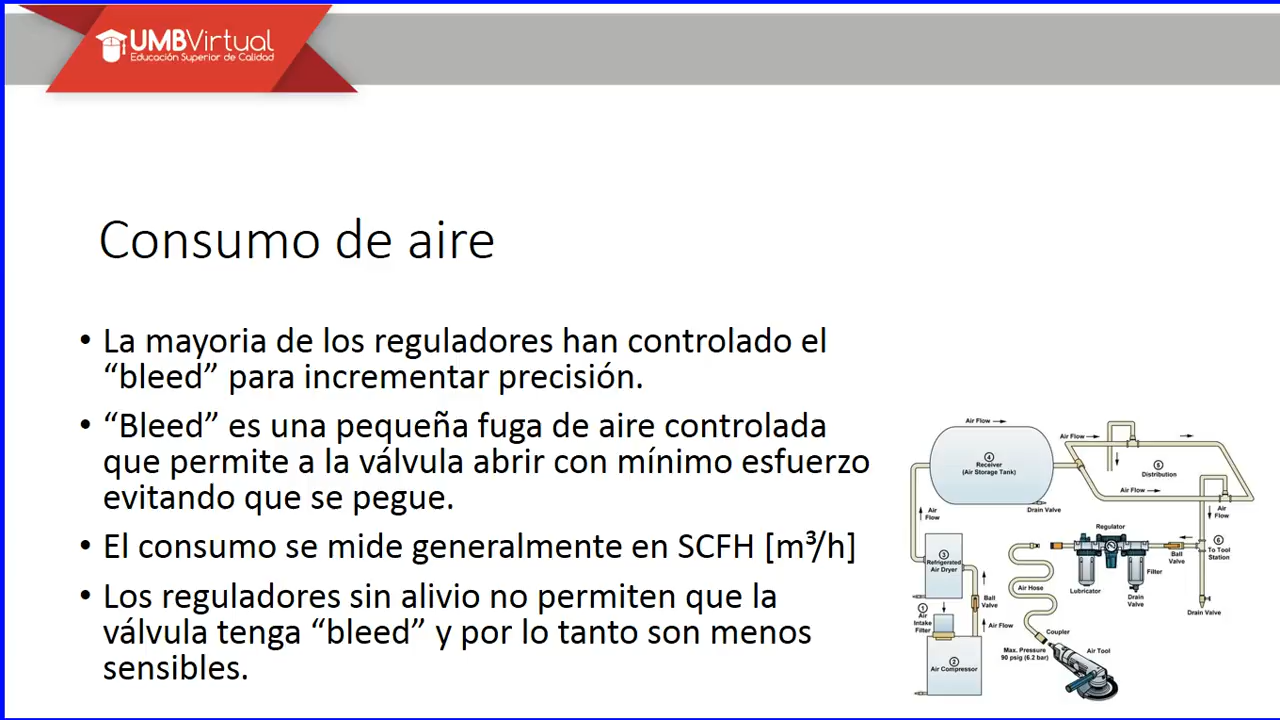 UMBVirtual
Educación Superior de Calidad
Consumo de aire
• La mayoria de los reguladores han controlado el
“bleed” para incrementar precisión.
• “Bleed” es una pequeña fuga de aire controlada
que permite a la válvula abrir con mínimo esfuerzo
evitando que se pegue.
• El consumo se mide generalmente en SCFH [m³/h]
• Los reguladores sin alivio no permiten que la
válvula tenga “bleed” y por lo tanto son menos
sensibles.
Air Flow
4
Receiver
(Air Storage Tank)
Drain Valve
Air
Flow
Air Flow
5
Distribution
Air Flow
Air
Flow
6
To Tool
Station
Drain Valve
Regulator
Ball
Valve
Filter
Drain
Valve
Lubricator
Air Hose
Coupler
Max. Pressure
90 psig (6.2 bar)
Air Tool
3
Refrigerated
Air Dryer
Ball
Valve
Air Flow
1
Air
Intake
Filter
2
Air Compressor